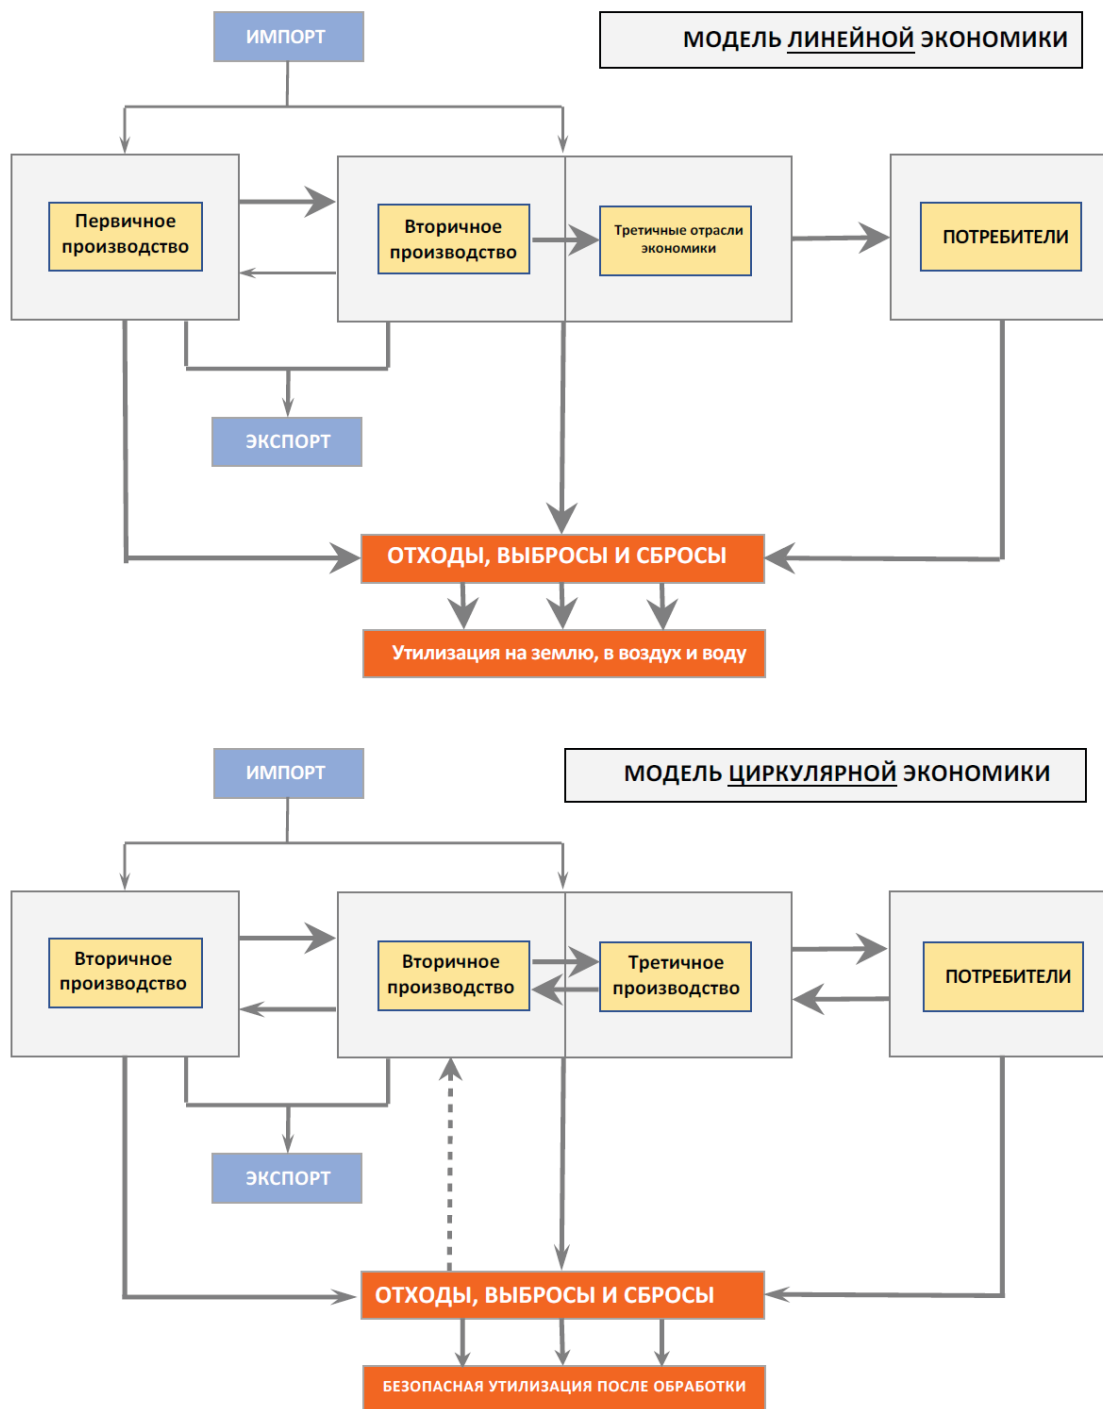 ИМПОРТ
МОДЕЛЬ ЛИНЕЙНОЙ ЭКОНОМИКИ
Первичное
производство
Вторичное
производство
Третичные отрасли
экономики
ПОТРЕБИТЕЛИ
ЭКСПОРТ
ОТХОДЫ, ВЫБРОСЫ И СБРОСЫ
Утилизация на землю, в воздух и воду
ИМПОРТ
МОДЕЛЬ ЦИРКУЛЯРНОЙ ЭКОНОМИКИ
Вторичное
производство
Вторичное
производство
Третичное
производство
ПОТРЕБИТЕЛИ
ЭКСПОРТ
ОТХОДЫ, ВЫБРОСЫ И СБРОСЫ
БЕЗОПАСНАЯ УТИЛИЗАЦИЯ ПОСЛЕ ОБРАБОТКИ